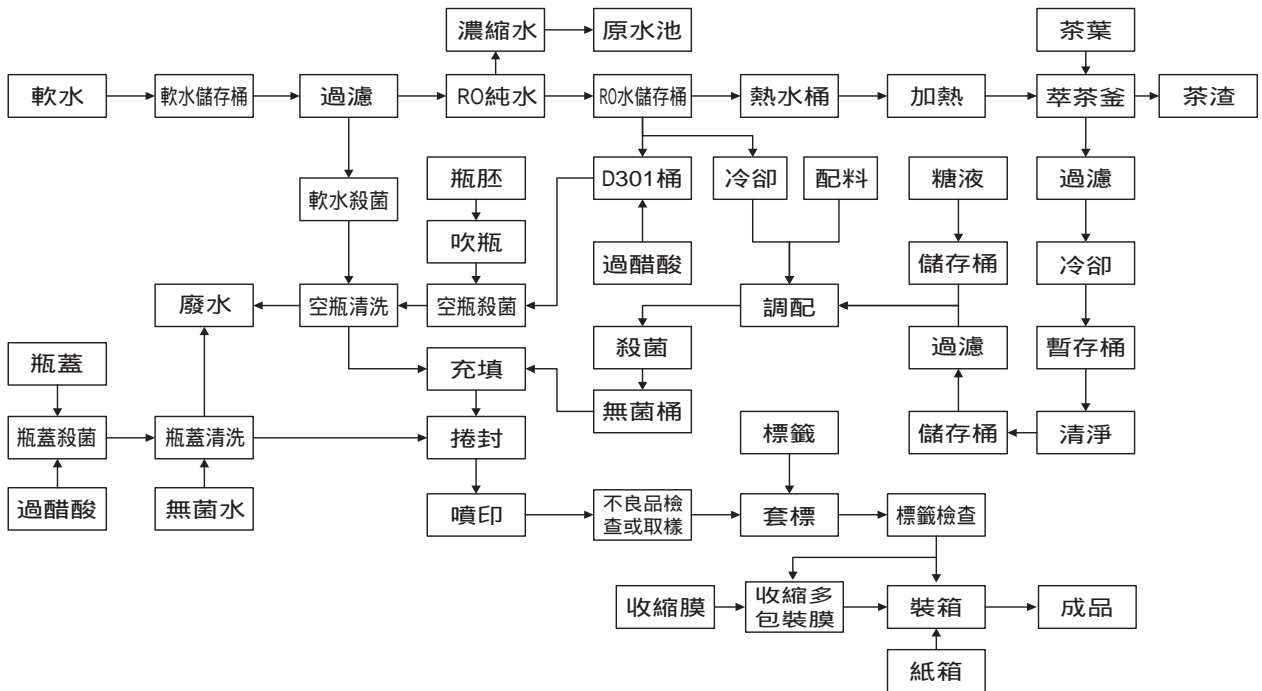 濃縮水
原水池
茶葉
軟水
軟水儲存桶
過濾
RO純水
RO水儲存桶
熱水桶
加熱
萃茶釜
茶渣
瓶胚
D301桶
冷卻
配料
糖液
過濾
軟水殺菌
吹瓶
過醋酸
儲存桶
冷卻
廢水
空瓶清洗
空瓶殺菌
調配
瓶蓋
充填
殺菌
過濾
暫存桶
無菌桶
瓶蓋殺菌
瓶蓋清洗
捲封
標籤
儲存桶
清淨
過醋酸
無菌水
噴印
不良品檢
查或取樣
套標
標籤檢查
收縮膜
收縮多
包裝膜
裝箱
成品
紙箱